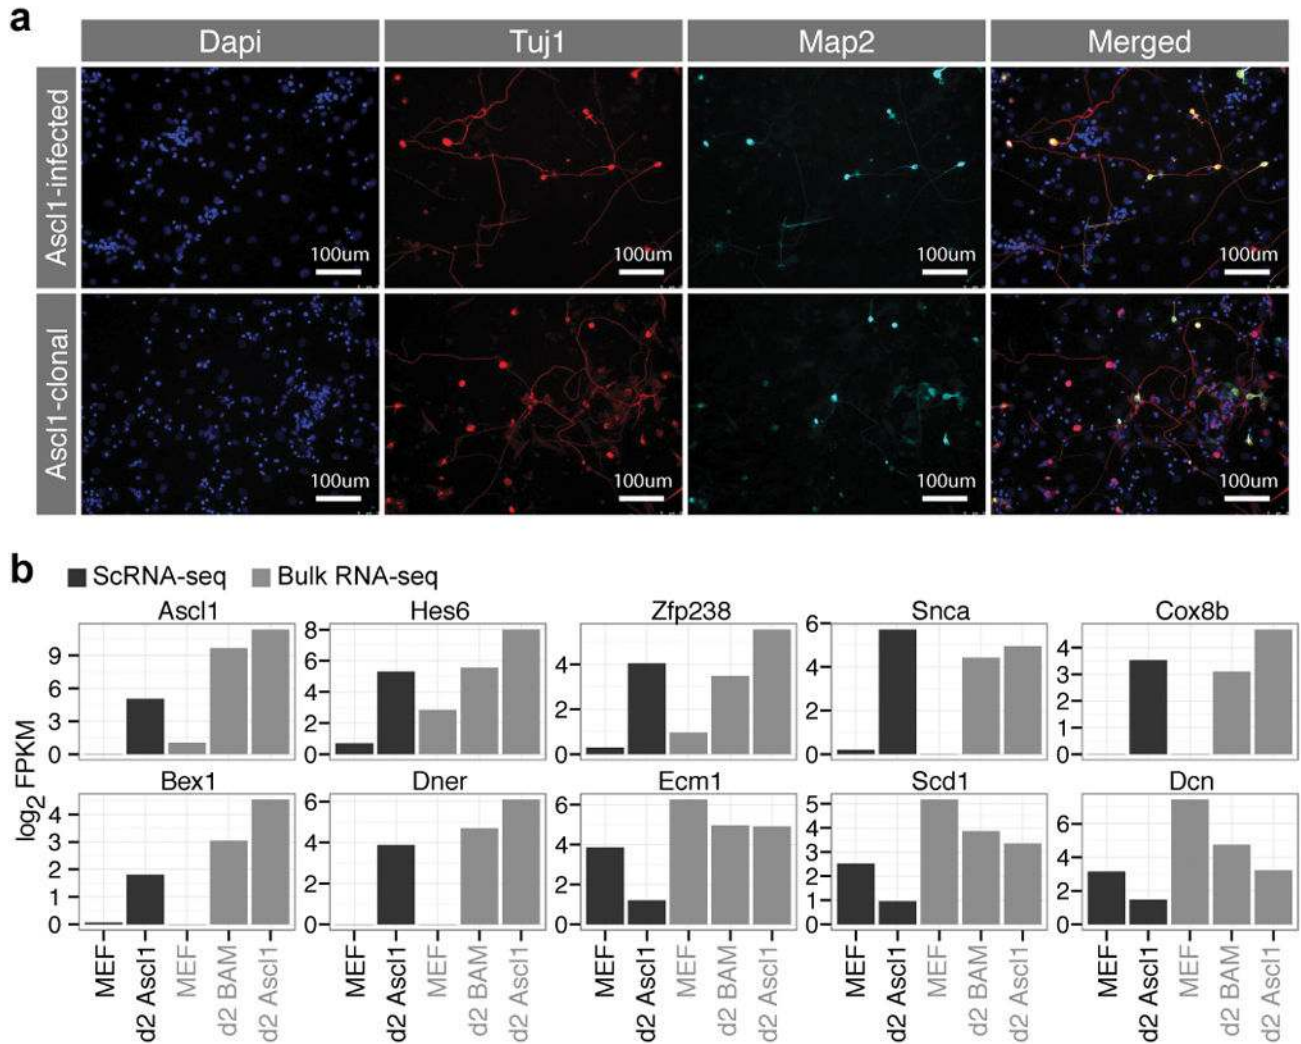 a
Dapi Tuj1 Map2 Merged
Ascl1-infected
100um 100um 100um 100um
Ascl1-clonal
100um 100um 100um 100um
b
ScRNA-seq Bulk RNA-seq
Ascl1 Hes6 Zfp238 Snca Cox8b
9 8 4 6 4
6 6 2 4 3
3 4 0 2 2
0 2 0 1
0 0
log2 FPKM
Bex1 Dner Ecm1 Scd1 Dcn
4 6 6 5 6
3 4 4 4 4
2 2 2 3 2
1 0 0 2 0
0 1
0
MEF d2 Ascl1 MEF d2 BAM d2 Ascl1
MEF d2 Ascl1 MEF d2 BAM d2 Ascl1
MEF d2 Ascl1 MEF d2 BAM d2 Ascl1
MEF d2 Ascl1 MEF d2 BAM d2 Ascl1
MEF d2 Ascl1 MEF d2 BAM d2 Ascl1